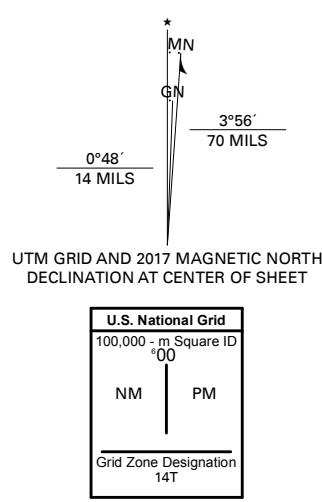 ★
MN
GN
3°56´
70 MILS
0°48´
14 MILS
UTM GRID AND 2017 MAGNETIC NORTH
DECLINATION AT CENTER OF SHEET
U.S. National Grid
100,000 - m Square ID
⁶00
NM PM
Grid Zone Designation
14T